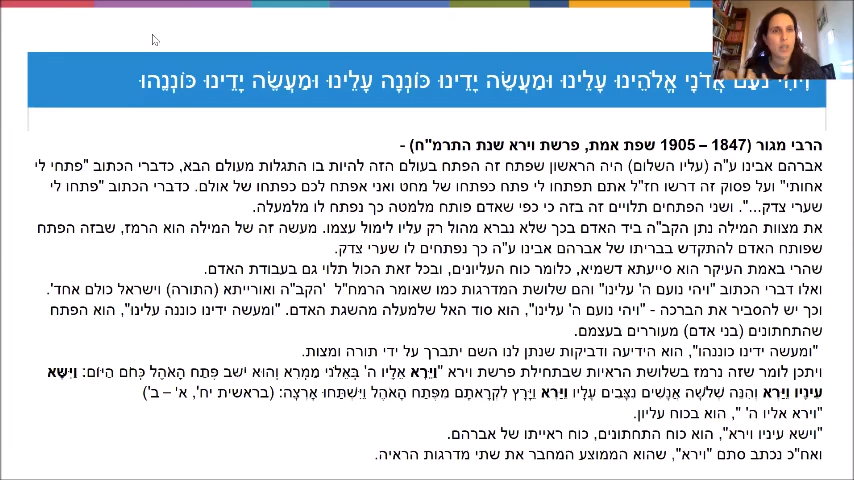 וִיהִי נֹעַם אֲדֹנָי אֱלֹהֵינוּ עָלֵינוּ וּמַעֲשֵׂה יָדֵינוּ כּוֹנְנָה עָלֵינוּ וּמַעֲשֵׂה יָדֵינוּ כּוֹנְנֵהוּ
הרבי מגור (1847 – 1905 שפת אמת, פרשת וירא שנת התרמ"ח) -
אברהם אבינו ע"ה (עליו השלום) היה הראשון שפתח זה הפתח בעולם הזה להיות בו התגלות מעולם הבא, כדברי הכתוב "פתחי לי
אחותי" ועל פסוק זה דרשו חז"ל אתם תפתחו לי פתח כפתחו של מחט ואני אפתח לכם כפתחו של אולם. כדברי הכתוב "פתחו לי
שערי צדק...". ושני הפתחים תלויים זה בזה כי כפי שאדם פותח מלמטה כך נפתח לו מלמעלה.
את מצוות המילה נתן הקב"ה ביד האדם בכך שלא נברא מהול רק עליו לימול עצמו. מעשה זה של המילה הוא הרמז, שבזה הפתח
שפותח האדם להתקדש בבריתו של אברהם אבינו ע"ה כך נפתחים לו שערי צדק.
שהרי באמת העיקר הוא סייעתא דשמיא, כלומר כוח העליונים, ובכל זאת הכול תלוי גם בעבודת האדם.
ואלו דברי הכתוב "ויהי נועם ה' עלינו" והם שלושת המדרגות כמו שאומר הרמח"ל 'הקב"ה ואורייתא (התורה) וישראל כולם אחד'.
וכך יש להסביר את הברכה - "ויהי נועם ה' עלינו", הוא סוד האל שלמעלה מהשגת האדם. "ומעשה ידינו כוננה עלינו", הוא הפתח
שהתחתונים (בני אדם) מעוררים בעצמם.
"ומעשה ידינו כוננהו", הוא הידיעה ודביקות שנתן לנו השם יתברך על ידי תורה ומצות.
ויתכן לומר שזה נרמז בשלושת הראיות שבתחילת פרשת וירא "וַיֵּרָא אֵלָיו ה' בְּאֵלֹנֵי מַמְרֵא וְהוּא יֹשֵׁב פֶּתַח הָאֹהֶל כְּחֹם הַיּוֹם: וַיִּשָּׂא
עֵינָיו וַיַּרְא וְהִנֵּה שְׁלֹשָׁה אֲנָשִׁים נִצָּבִים עָלָיו וַיַּרְא וַיָּרָץ לִקְרָאתָם מִפֶּתַח הָאֹהֶל וַיִּשְׁתַּחוּ אָרְצָה: (בראשית יח', א' – ב')
"וירא אליו ה' ", הוא בכוח עליון.
"וישא עיניו וירא", הוא כוח התחתונים, כוח ראייתו של אברהם.
ואח"כ נכתב סתם "וירא", שהוא הממוצע המחבר את שתי מדרגות הראיה.